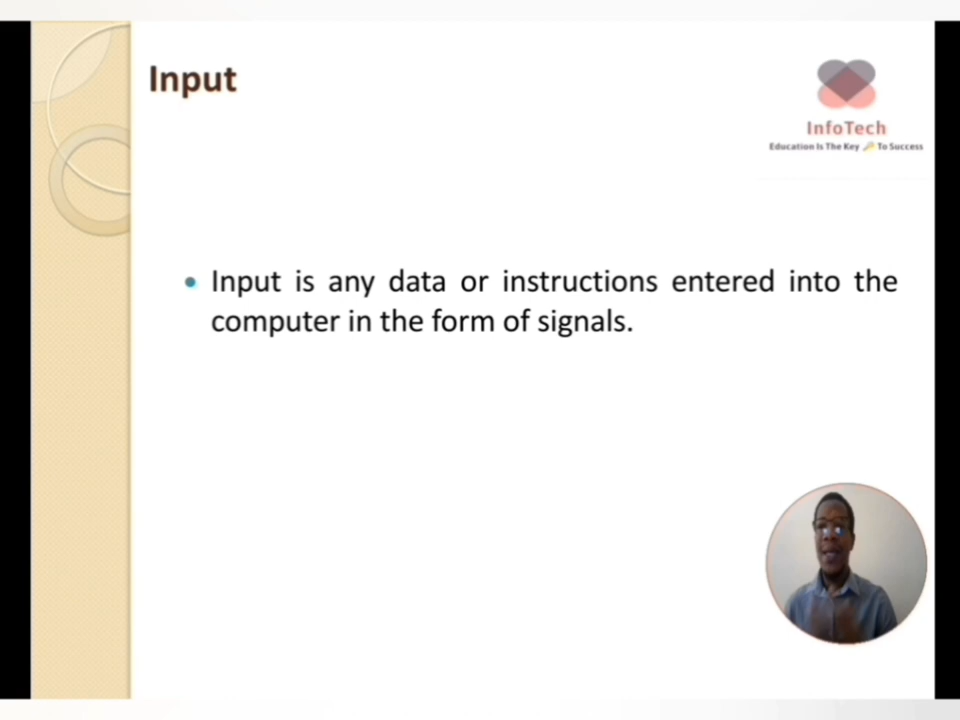 Input
InfoTech
Education Is The Key 🔑 To Success
• Input is any data or instructions entered into the
computer in the form of signals.